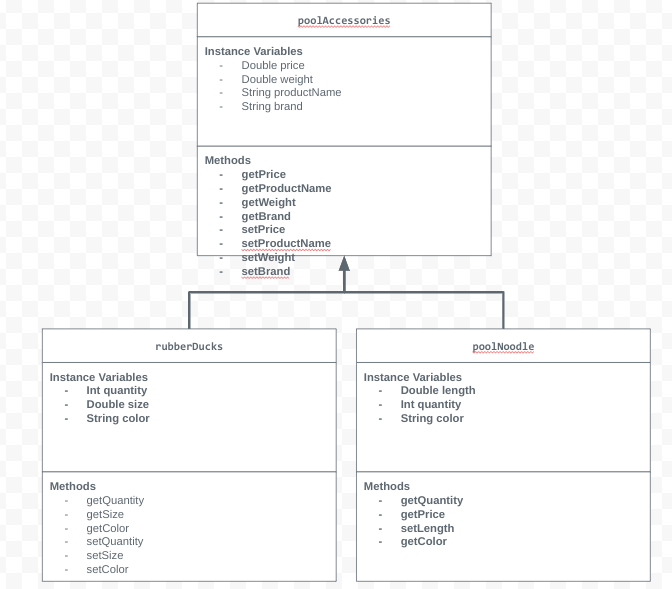 poolAccessories
Instance Variables
- Double price
- Double weight
- String productName
- String brand
Methods
- getPrice
- getProductName
- getWeight
- getBrand
- setPrice
- setProductName
- setWeight
- setBrand
rubberDucks
Instance Variables
- Int quantity
- Double size
- String color
Methods
- getQuantity
- getSize
- getColor
- setQuantity
- setSize
- setColor
poolNoodle
Instance Variables
- Double length
- Int quantity
- String color
Methods
- getQuantity
- getPrice
- setLength
- getColor